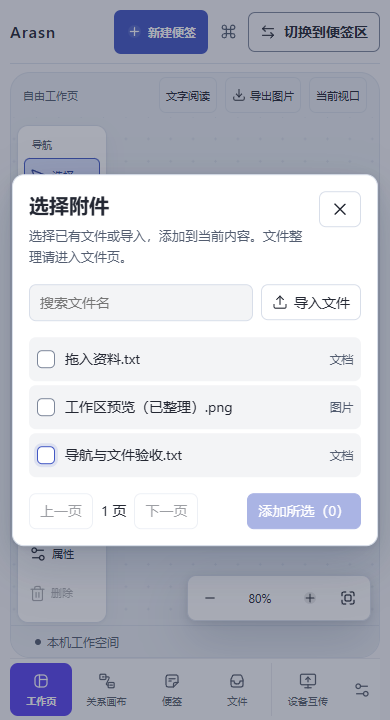 Arasn
新建便签
切换到便签区
自由工作页
文字阅读
导出图片
当前视口
导航
选择附件
选择已有文件或导入，添加到当前内容。文件整
理请进入文件页。
搜索文件名
导入文件
拖入资料.txt
文档
工作区预览（已整理）.png
图片
导航与文件验收.txt
文档
上一页
1 页
下一页
添加所选（0）
属性
删除
80%
本机工作空间
工作页
关系画布
便签
文件
设备互传